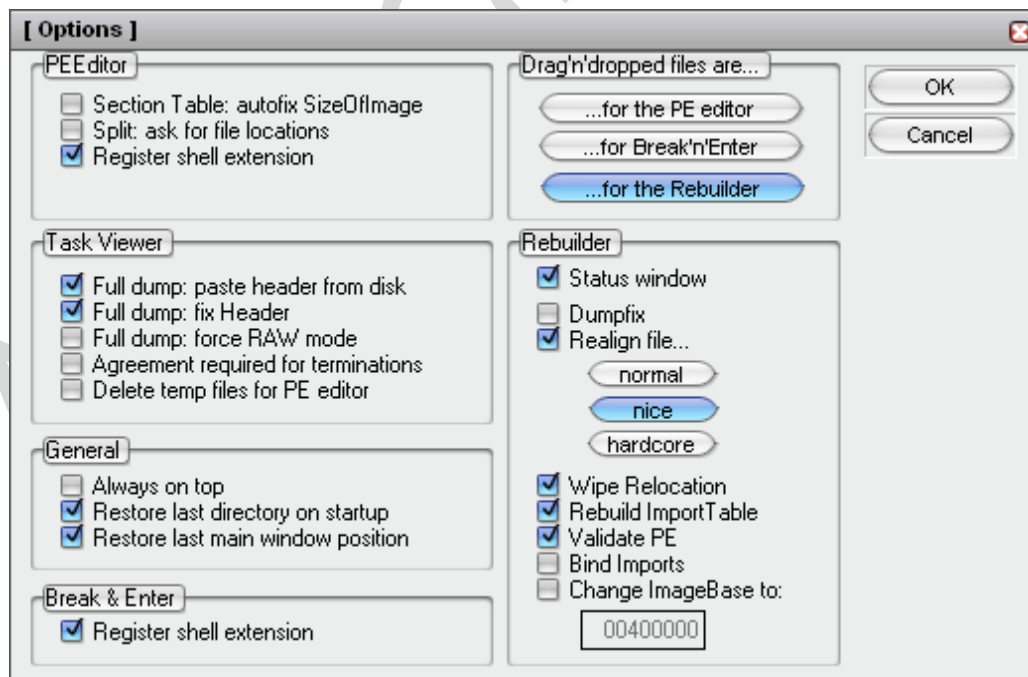 [ Options ]
PEEditor
Section Table: autofix SizeOfImage
Split: ask for file locations
Register shell extension
Task Viewer
Full dump: paste header from disk
Full dump: fix Header
Full dump: force RAW mode
Agreement required for terminations
Delete temp files for PE editor
General
Always on top
Restore last directory on startup
Restore last main window position
Break & Enter
Register shell extension
Drag'n'dropped files are...
...for the PE editor
...for Break'n'Enter
...for the Rebuilder
Rebuilder
Status window
Dumpfix
Realign file...
normal
nice
hardcore
Wipe Relocation
Rebuild ImportTable
Validate PE
Bind Imports
Change ImageBase to:
00400000
OK
Cancel